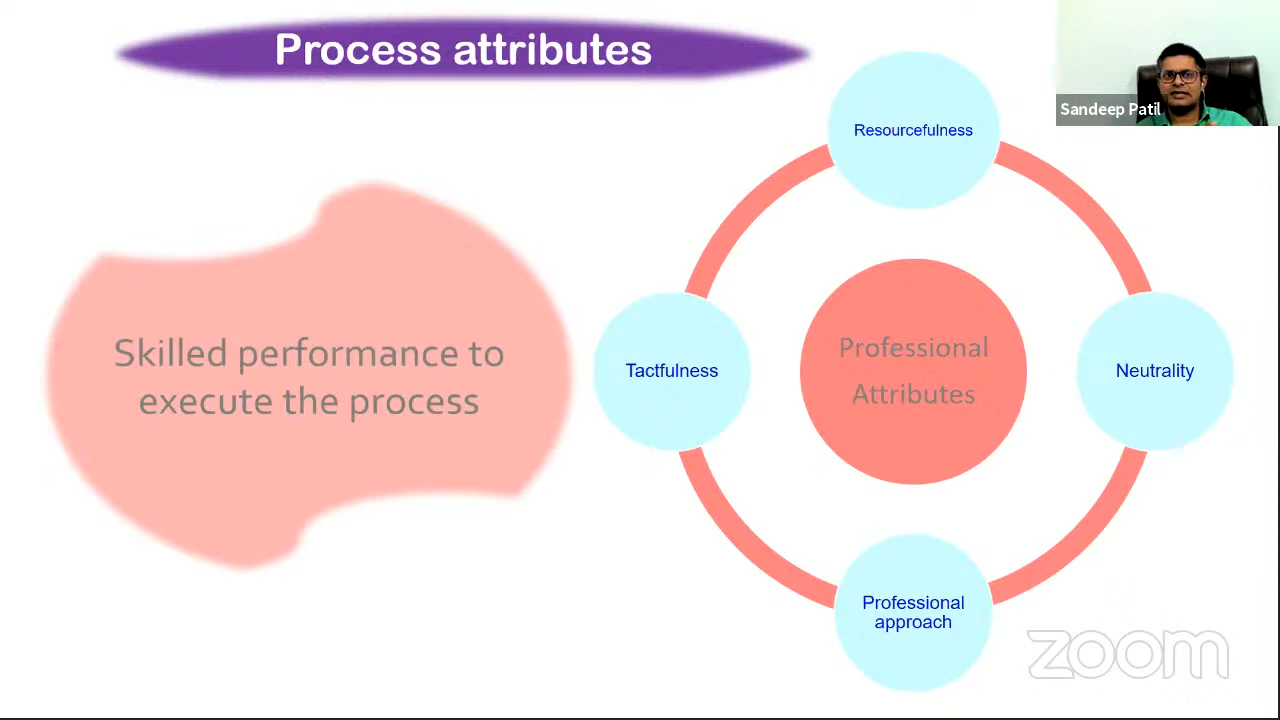 Process attributes
Sandeep Patil
Resourcefulness
Skilled performance to
execute the process
Tactfulness
Professional
Attributes
Neutrality
Professional
approach
zoom